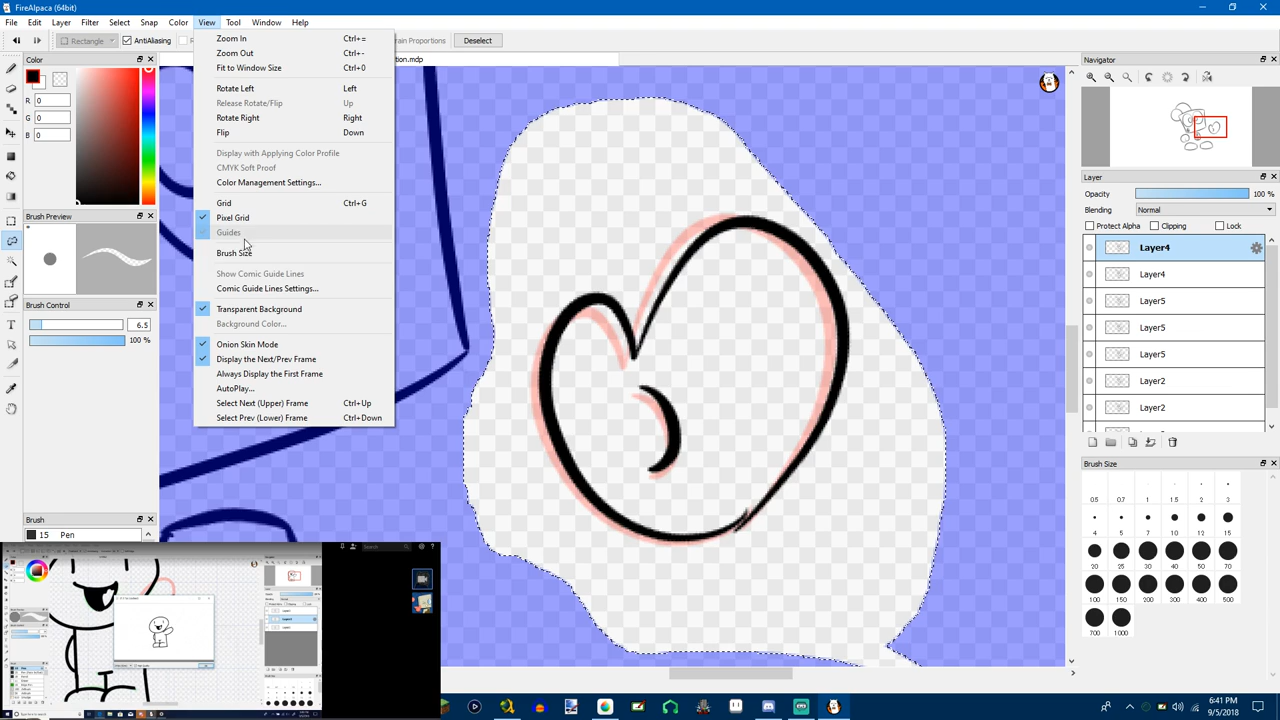 FireAlpaca (64bit)
File Edit Layer Filter Select Snap Color View Tool Window Help
Rectangle AntiAliasing rain Proportions Deselect
Color
R 0
G 0
B 0
Brush Preview
Brush Control
6.5
100 %
Brush
15 Pen
Zoom In Ctrl+=
Zoom Out Ctrl+-
Fit to Window Size Ctrl+0
Rotate Left Left
Release Rotate/Flip Up
Rotate Right Right
Flip Down
Display with Applying Color Profile
CMYK Soft Proof
Color Management Settings...
Grid Ctrl+G
Pixel Grid
Guides
Brush Size
Show Comic Guide Lines
Comic Guide Lines Settings...
Transparent Background
Background Color...
Onion Skin Mode
Display the Next/Prev Frame
Always Display the First Frame
AutoPlay...
Select Next (Upper) Frame Ctrl+Up
Select Prev (Lower) Frame Ctrl+Down
tion.mdp
Navigator
Layer
Opacity 100 %
Blending Normal
Protect Alpha Clipping Lock
Layer4
Layer4
Layer5
Layer5
Layer5
Layer2
Layer2
Brush Size
0.5 0.7 1 1.5 2 3
4 5 7 10 12 15
100 150 200 300 400 500
700 1000
Search
6:41 PM
9/5/2018